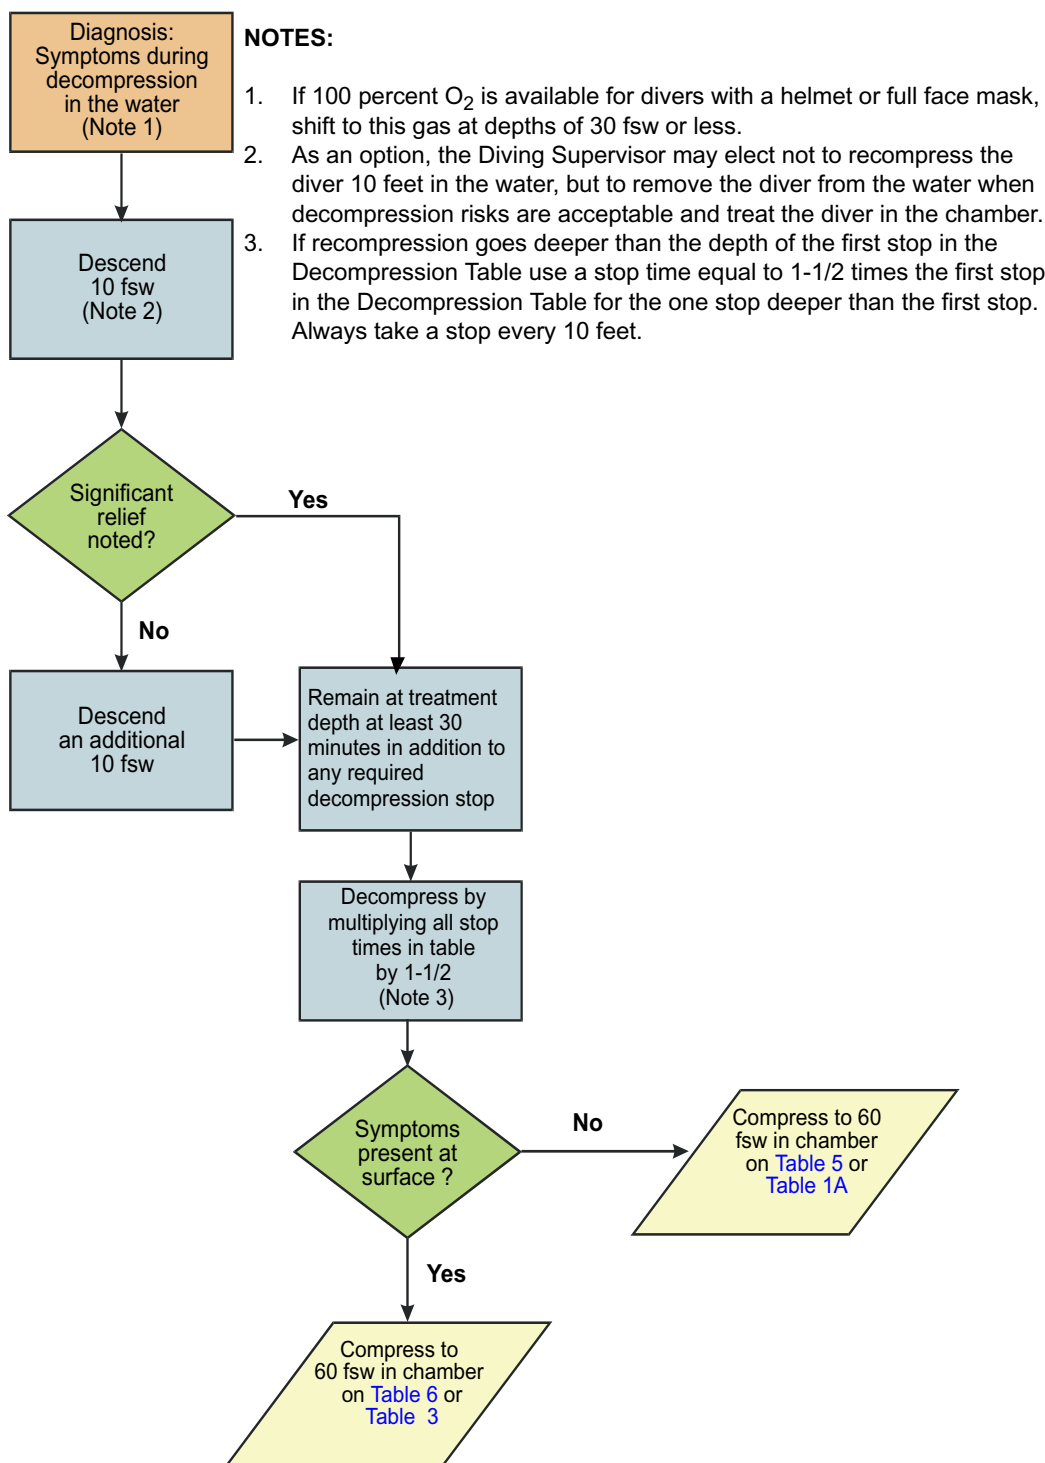 Diagnosis:
Symptoms during
decompression
in the water
(Note 1)
NOTES:
1. If 100 percent O₂ is available for divers with a helmet or full face mask,
shift to this gas at depths of 30 fsw or less.
2. As an option, the Diving Supervisor may elect not to recompress the
diver 10 feet in the water, but to remove the diver from the water when
decompression risks are acceptable and treat the diver in the chamber.
3. If recompression goes deeper than the depth of the first stop in the
Decompression Table use a stop time equal to 1-1/2 times the first stop
in the Decompression Table for the one stop deeper than the first stop.
Always take a stop every 10 feet.
Descend
10 fsw
(Note 2)
Significant
relief
noted?
Yes
No
Descend
an additional
10 fsw
Remain at treatment
depth at least 30
minutes in addition to
any required
decompression stop
Decompress by
multiplying all stop
times in table
by 1-1/2
(Note 3)
Symptoms
present at
surface ?
No
Compress to 60
fsw in chamber
on Table 5 or
Table 1A
Yes
Compress to
60 fsw in chamber
on Table 6 or
Table 3